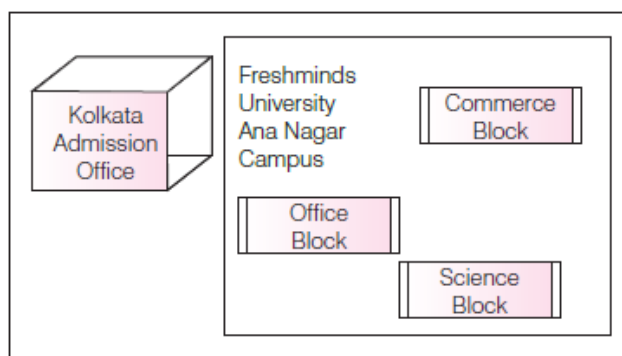 Kolkata
Admission
Office
Freshminds
University
Ana Nagar
Campus
Commerce
Block
Office
Block
Science
Block